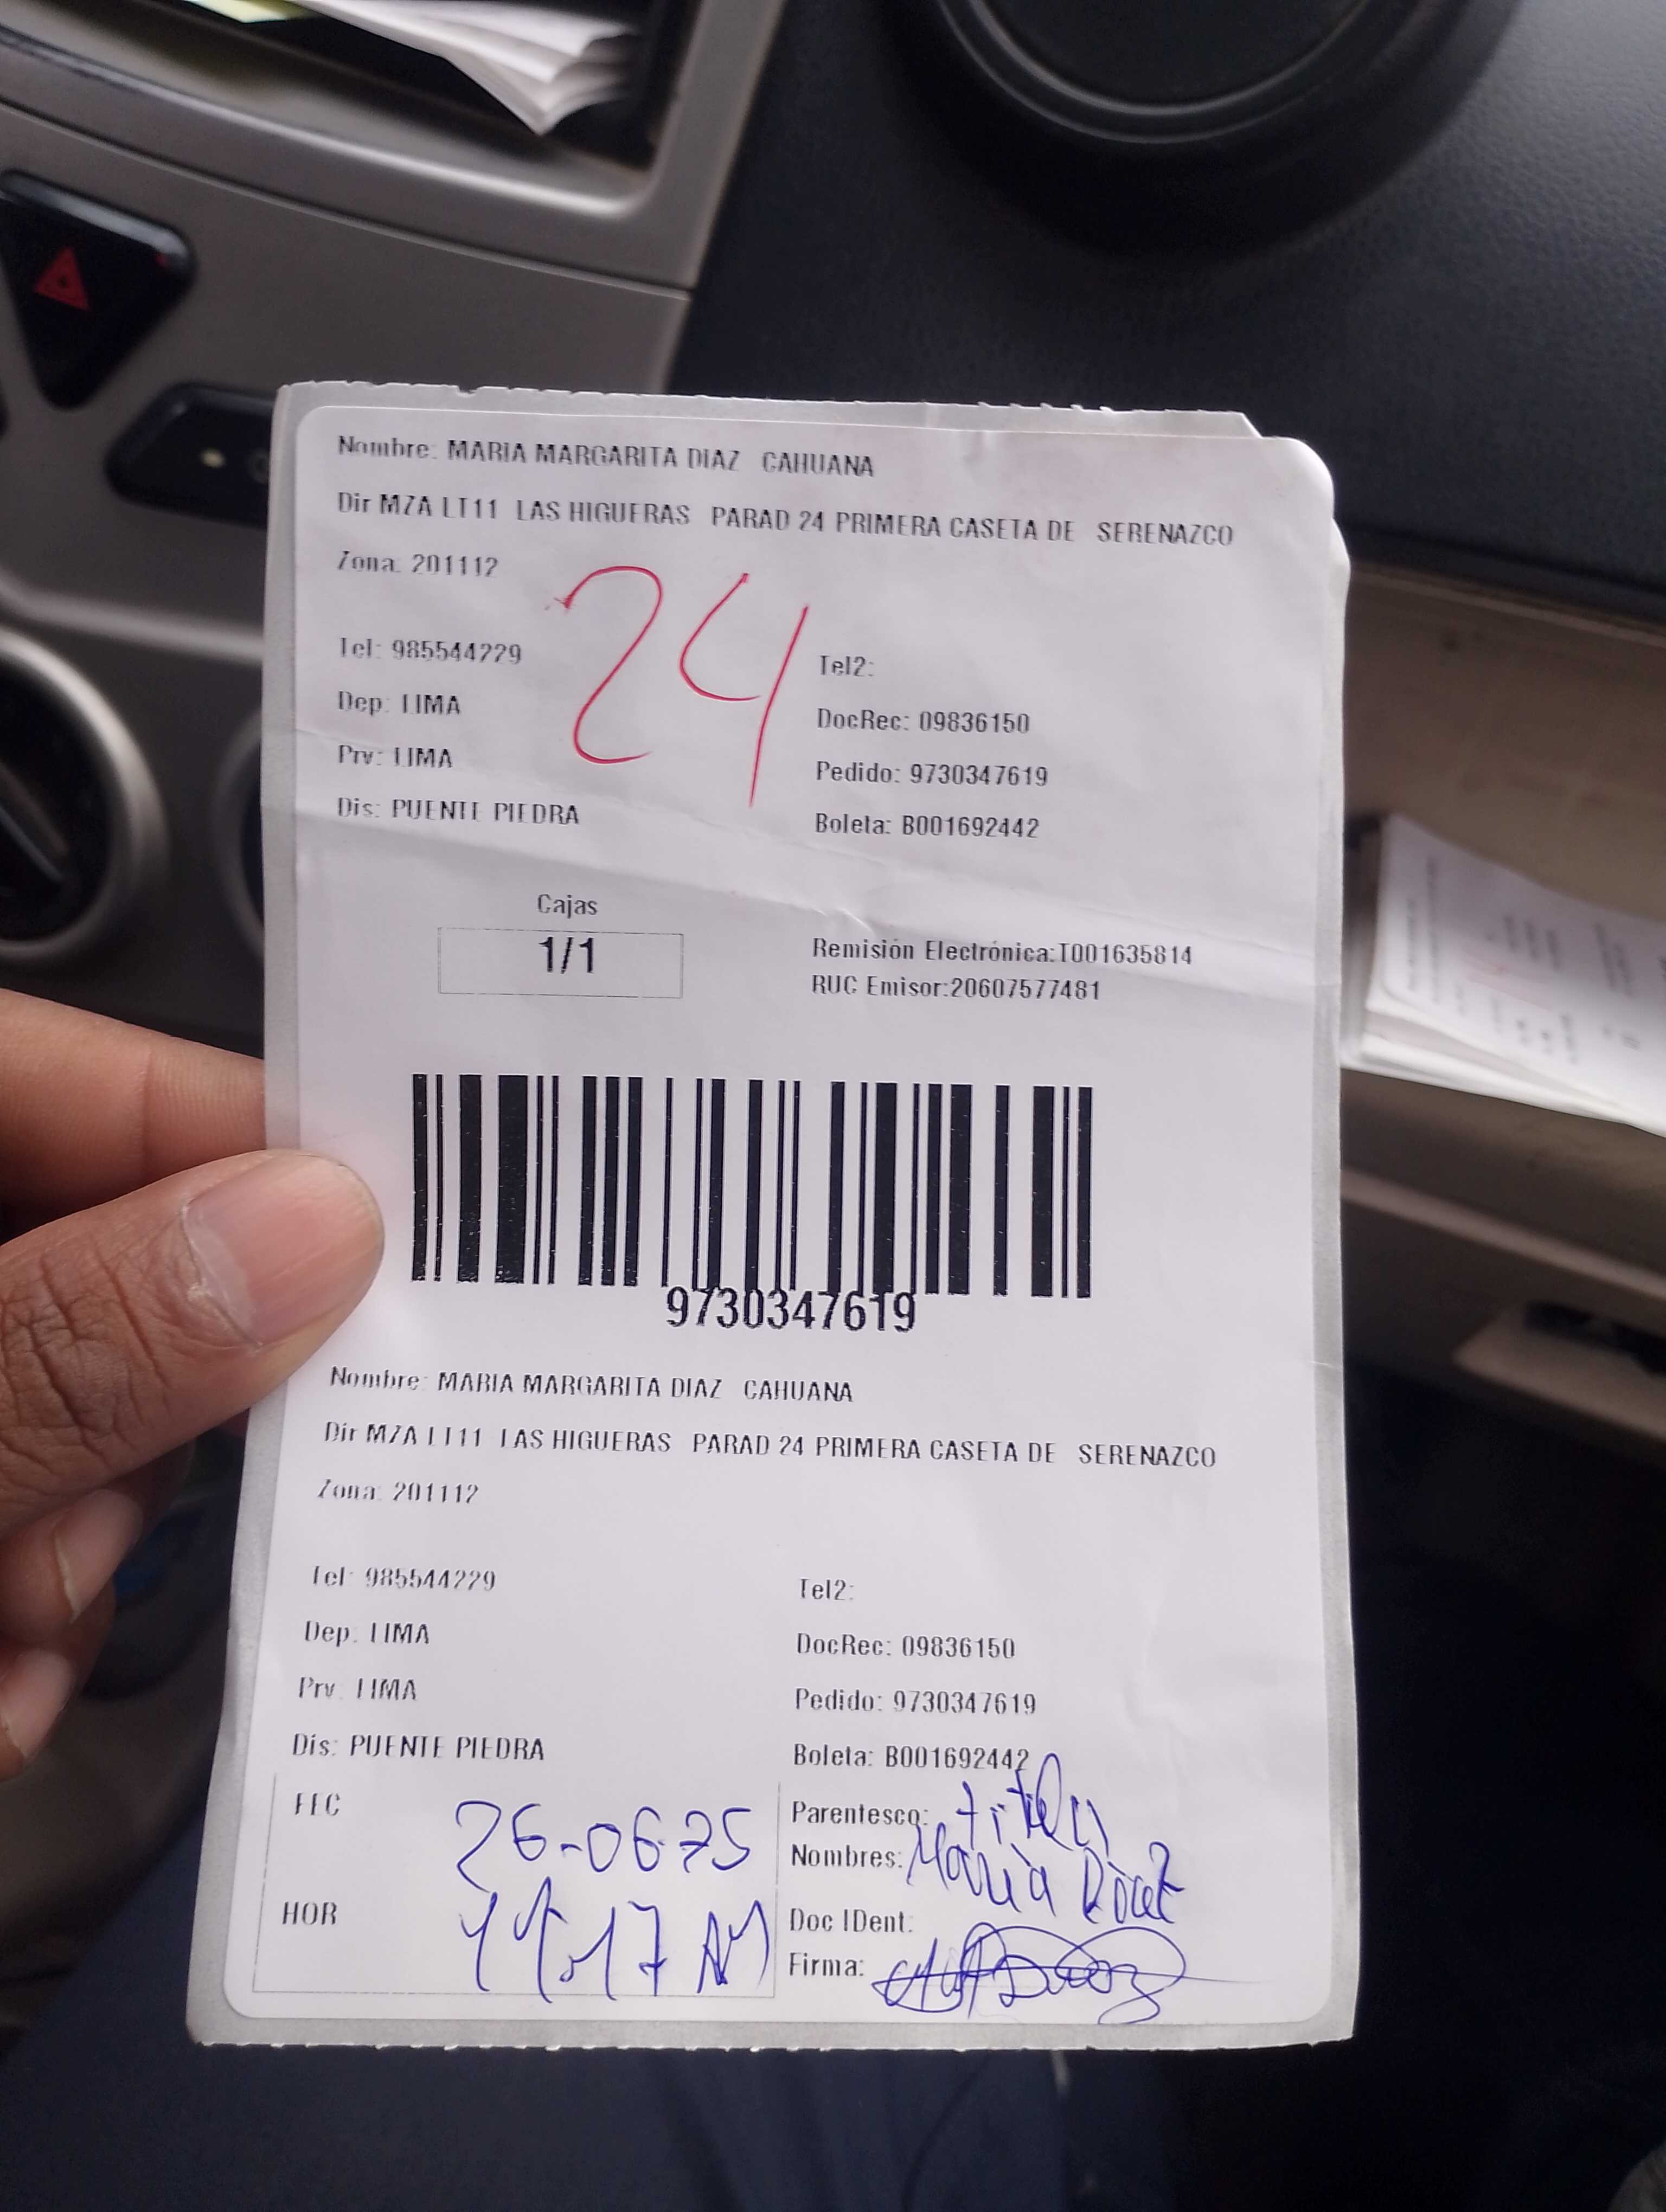 Nombre: MARIA MARGARITA DIAZ CAHUANA
Dir MZA LT11 LAS HIGUERAS PARAD 24 PRIMERA CASETA DE SERENAZCO
Zona: 201112
24
Tel: 985544229 Tel2:
Dep: LIMA DocRec: 09836150
Prv: LIMA Pedido: 9730347619
Dis: PUENTE PIEDRA Boleta: B001692442
Cajas
1/1
Remisión Electrónica:T001635814
RUC Emisor:20607577481
9730347619
Nombre: MARIA MARGARITA DIAZ CAHUANA
Dir MZA LT11 LAS HIGUERAS PARAD 24 PRIMERA CASETA DE SERENAZCO
Zona: 201112
Tel: 985544229 Tel2:
Dep: LIMA DocRec: 09836150
Prv: LIMA Pedido: 9730347619
Dis: PUENTE PIEDRA Boleta: B001692442
FEC 26-06-25 Parentesco:
Nombres: Maria Diaz
HOR Doc IDent:
Firma: